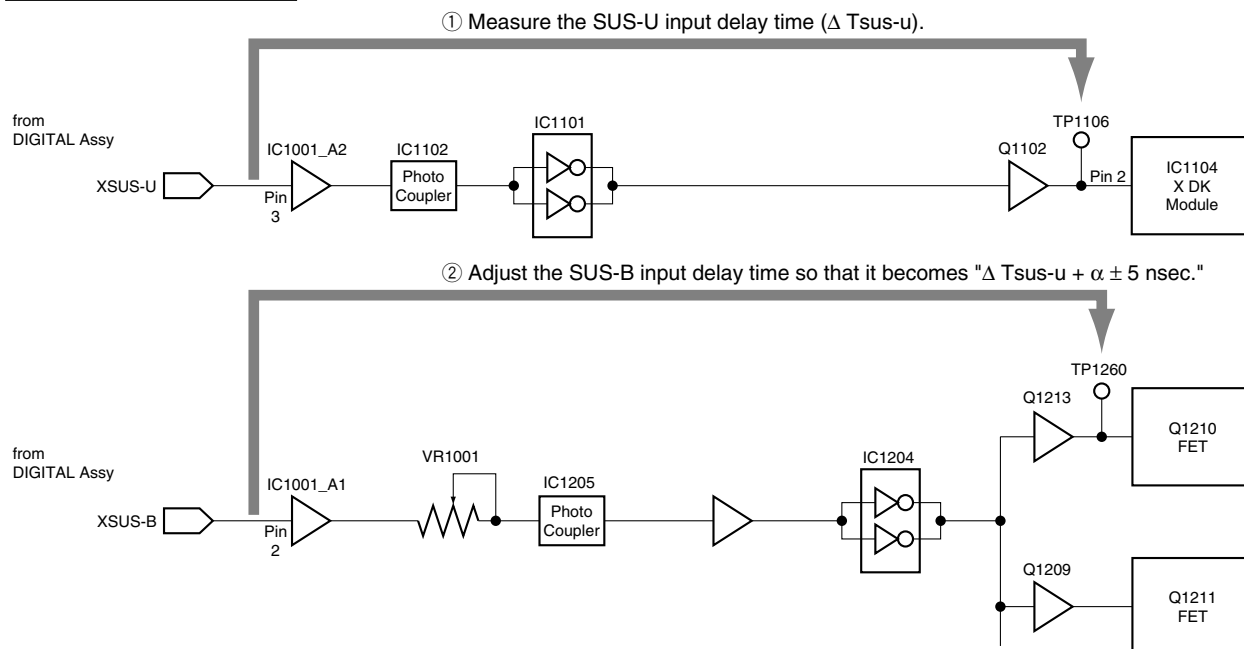 ① Measure the SUS-U input delay time (Δ Tsus-u).
from
DIGITAL Assy
XSUS-U
Pin
3
IC1001_A2
IC1102
Photo
Coupler
IC1101
Q1102
TP1106
Pin 2
IC1104
X DK
Module
② Adjust the SUS-B input delay time so that it becomes "Δ Tsus-u + α ± 5 nsec."
from
DIGITAL Assy
XSUS-B
Pin
2
IC1001_A1
VR1001
IC1205
Photo
Coupler
IC1204
Q1213
TP1260
Q1210
FET
Q1209
Q1211
FET